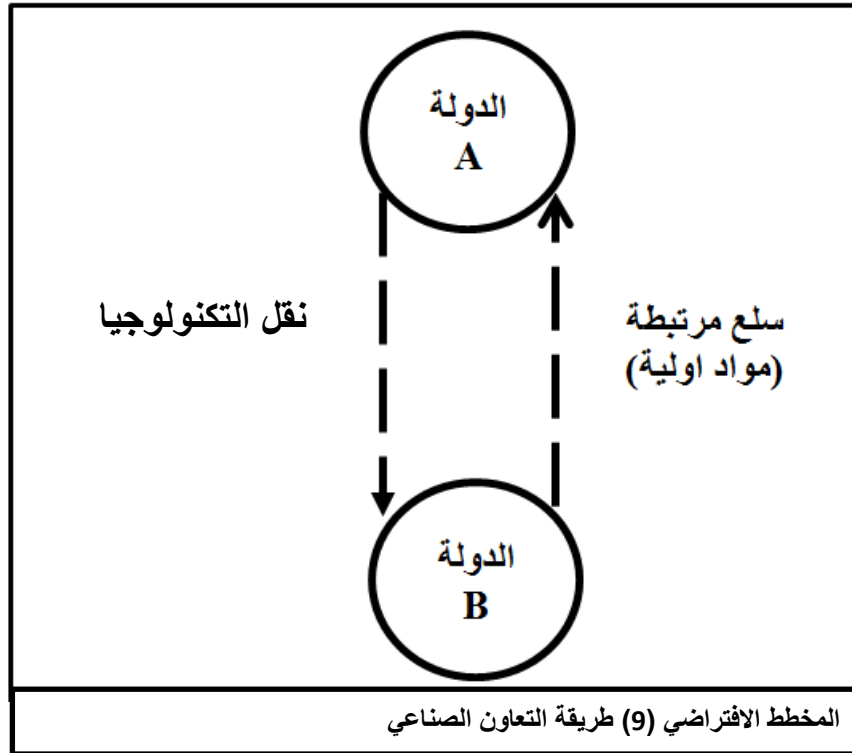 الدولة
A
نقل التكنولوجيا
سلع مرتبطة
(مواد اولية)
الدولة
B
المخطط الافتراضي (9) طريقة التعاون الصناعي